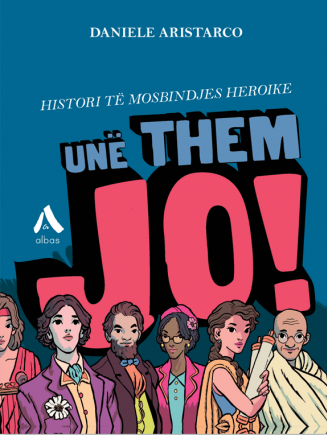 DANIELE ARISTARCO
HISTORI TË MOSBINDJES HEROIKE
UNË THEM
JO!
albas